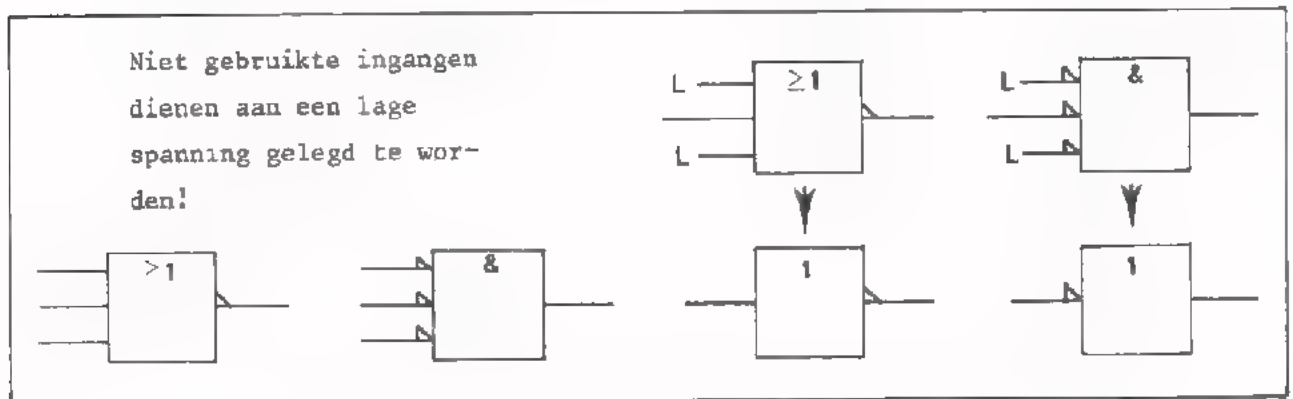 Niet gebruikte ingangen
dienen aan een lage
spanning gelegd te wor-
den!
L
≥1
L
L
&
L
>1
&
1
1